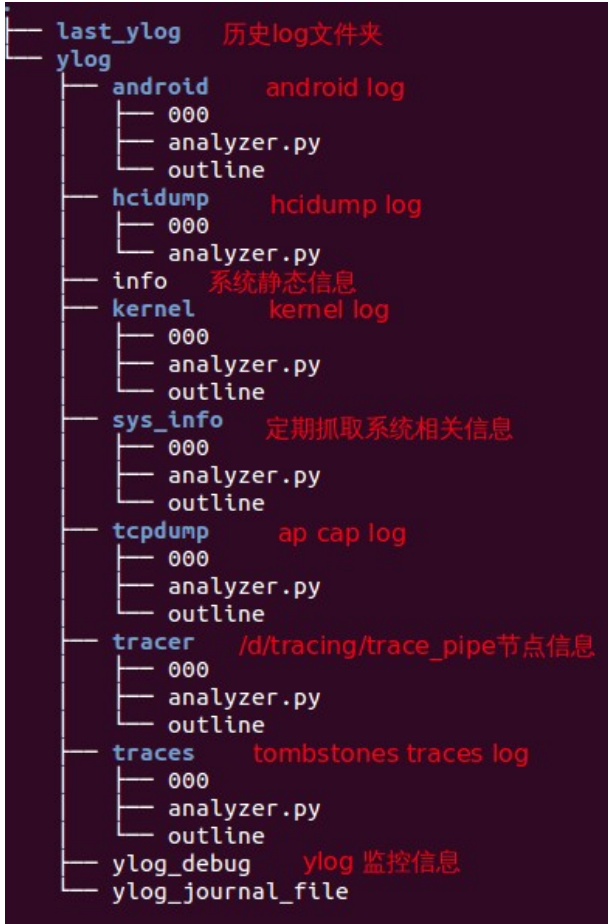 .
├── last_ylog 历史log文件夹
└── ylog
    ├── android android log
    │   ├── 000
    │   ├── analyzer.py
    │   └── outline
    ├── hcidump hcidump log
    │   ├── 000
    │   └── analyzer.py
    ├── info 系统静态信息
    ├── kernel kernel log
    │   ├── 000
    │   ├── analyzer.py
    │   └── outline
    ├── sys_info 定期抓取系统相关信息
    │   ├── 000
    │   ├── analyzer.py
    │   └── outline
    ├── tcpdump ap cap log
    │   ├── 000
    │   ├── analyzer.py
    │   └── outline
    ├── tracer /d/tracing/trace_pipe节点信息
    │   ├── 000
    │   ├── analyzer.py
    │   └── outline
    ├── traces tombstones traces log
    │   ├── 000
    │   ├── analyzer.py
    │   └── outline
    ├── ylog_debug ylog 监控信息
    └── ylog_journal_file